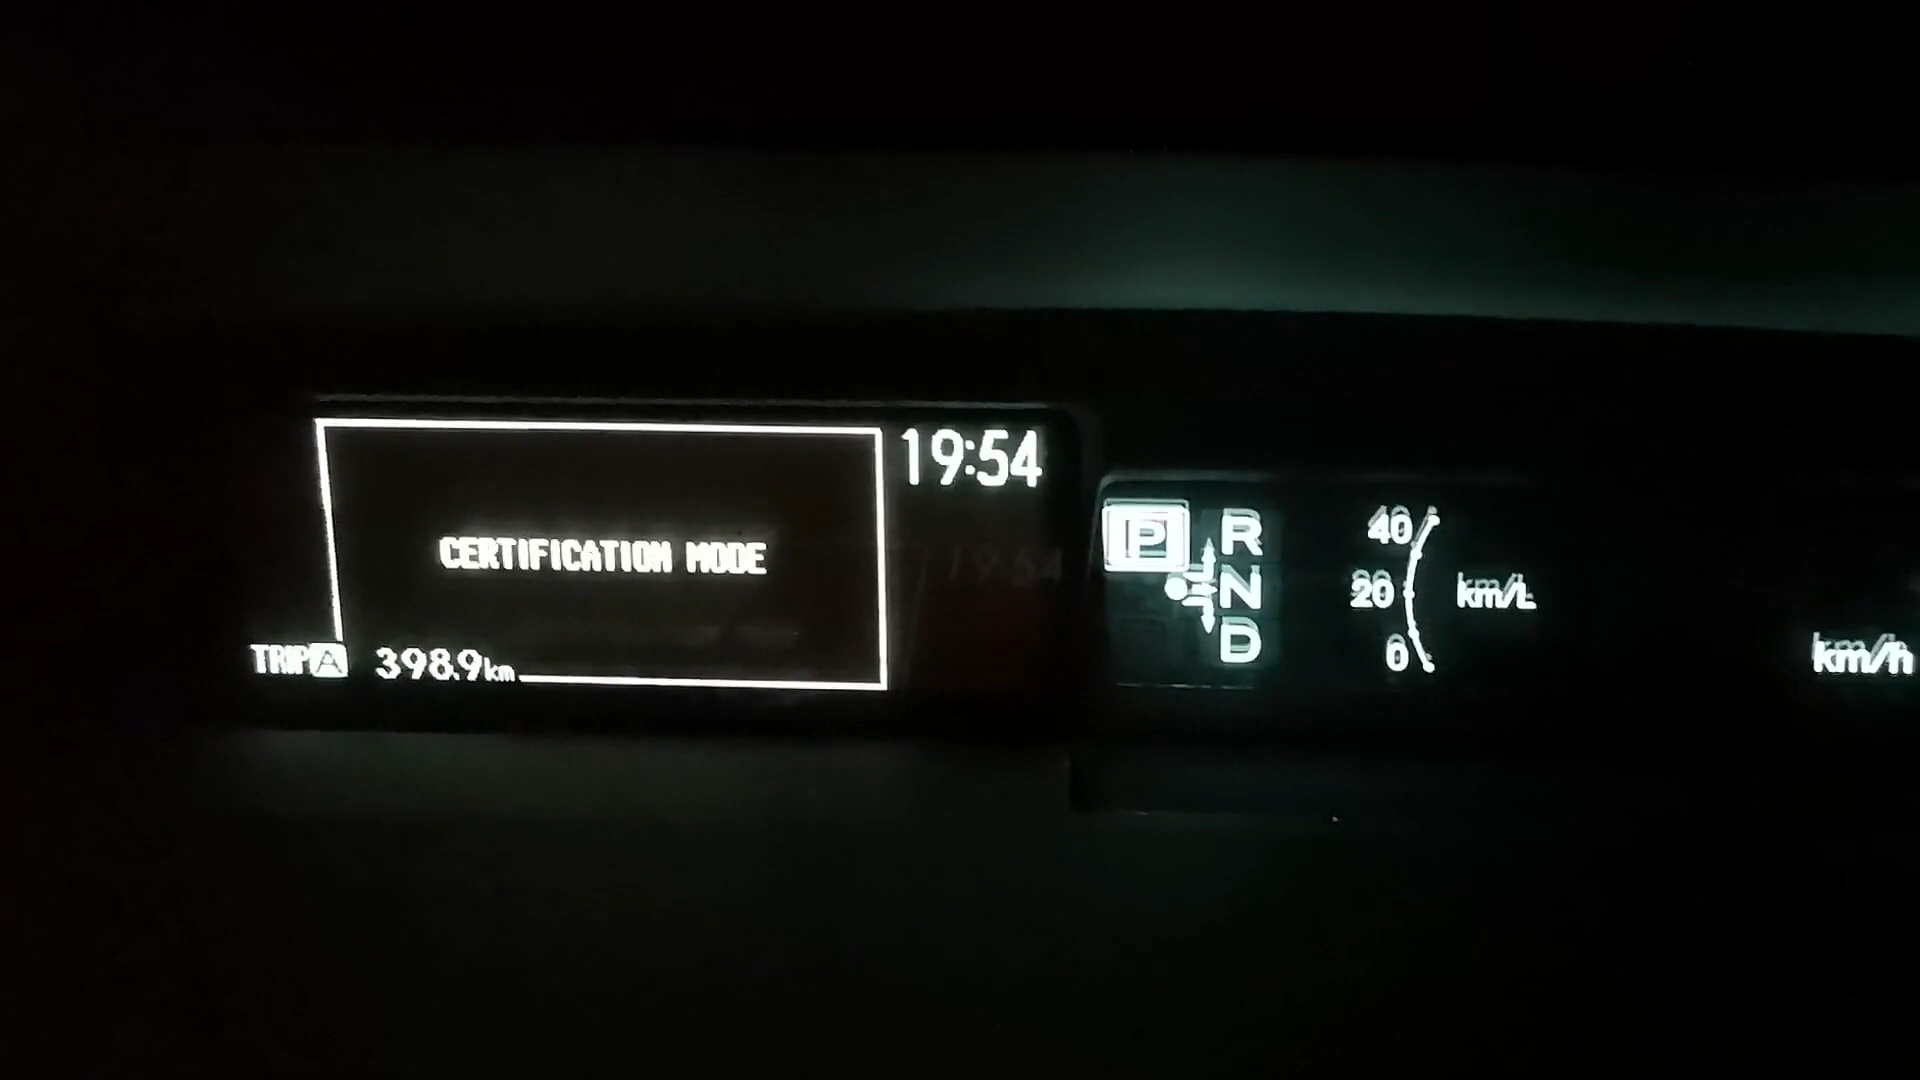 19:54
CERTIFICATION MODE
TRIP A 398.9km
P R
N
D
40
20 km/L
0
km/h